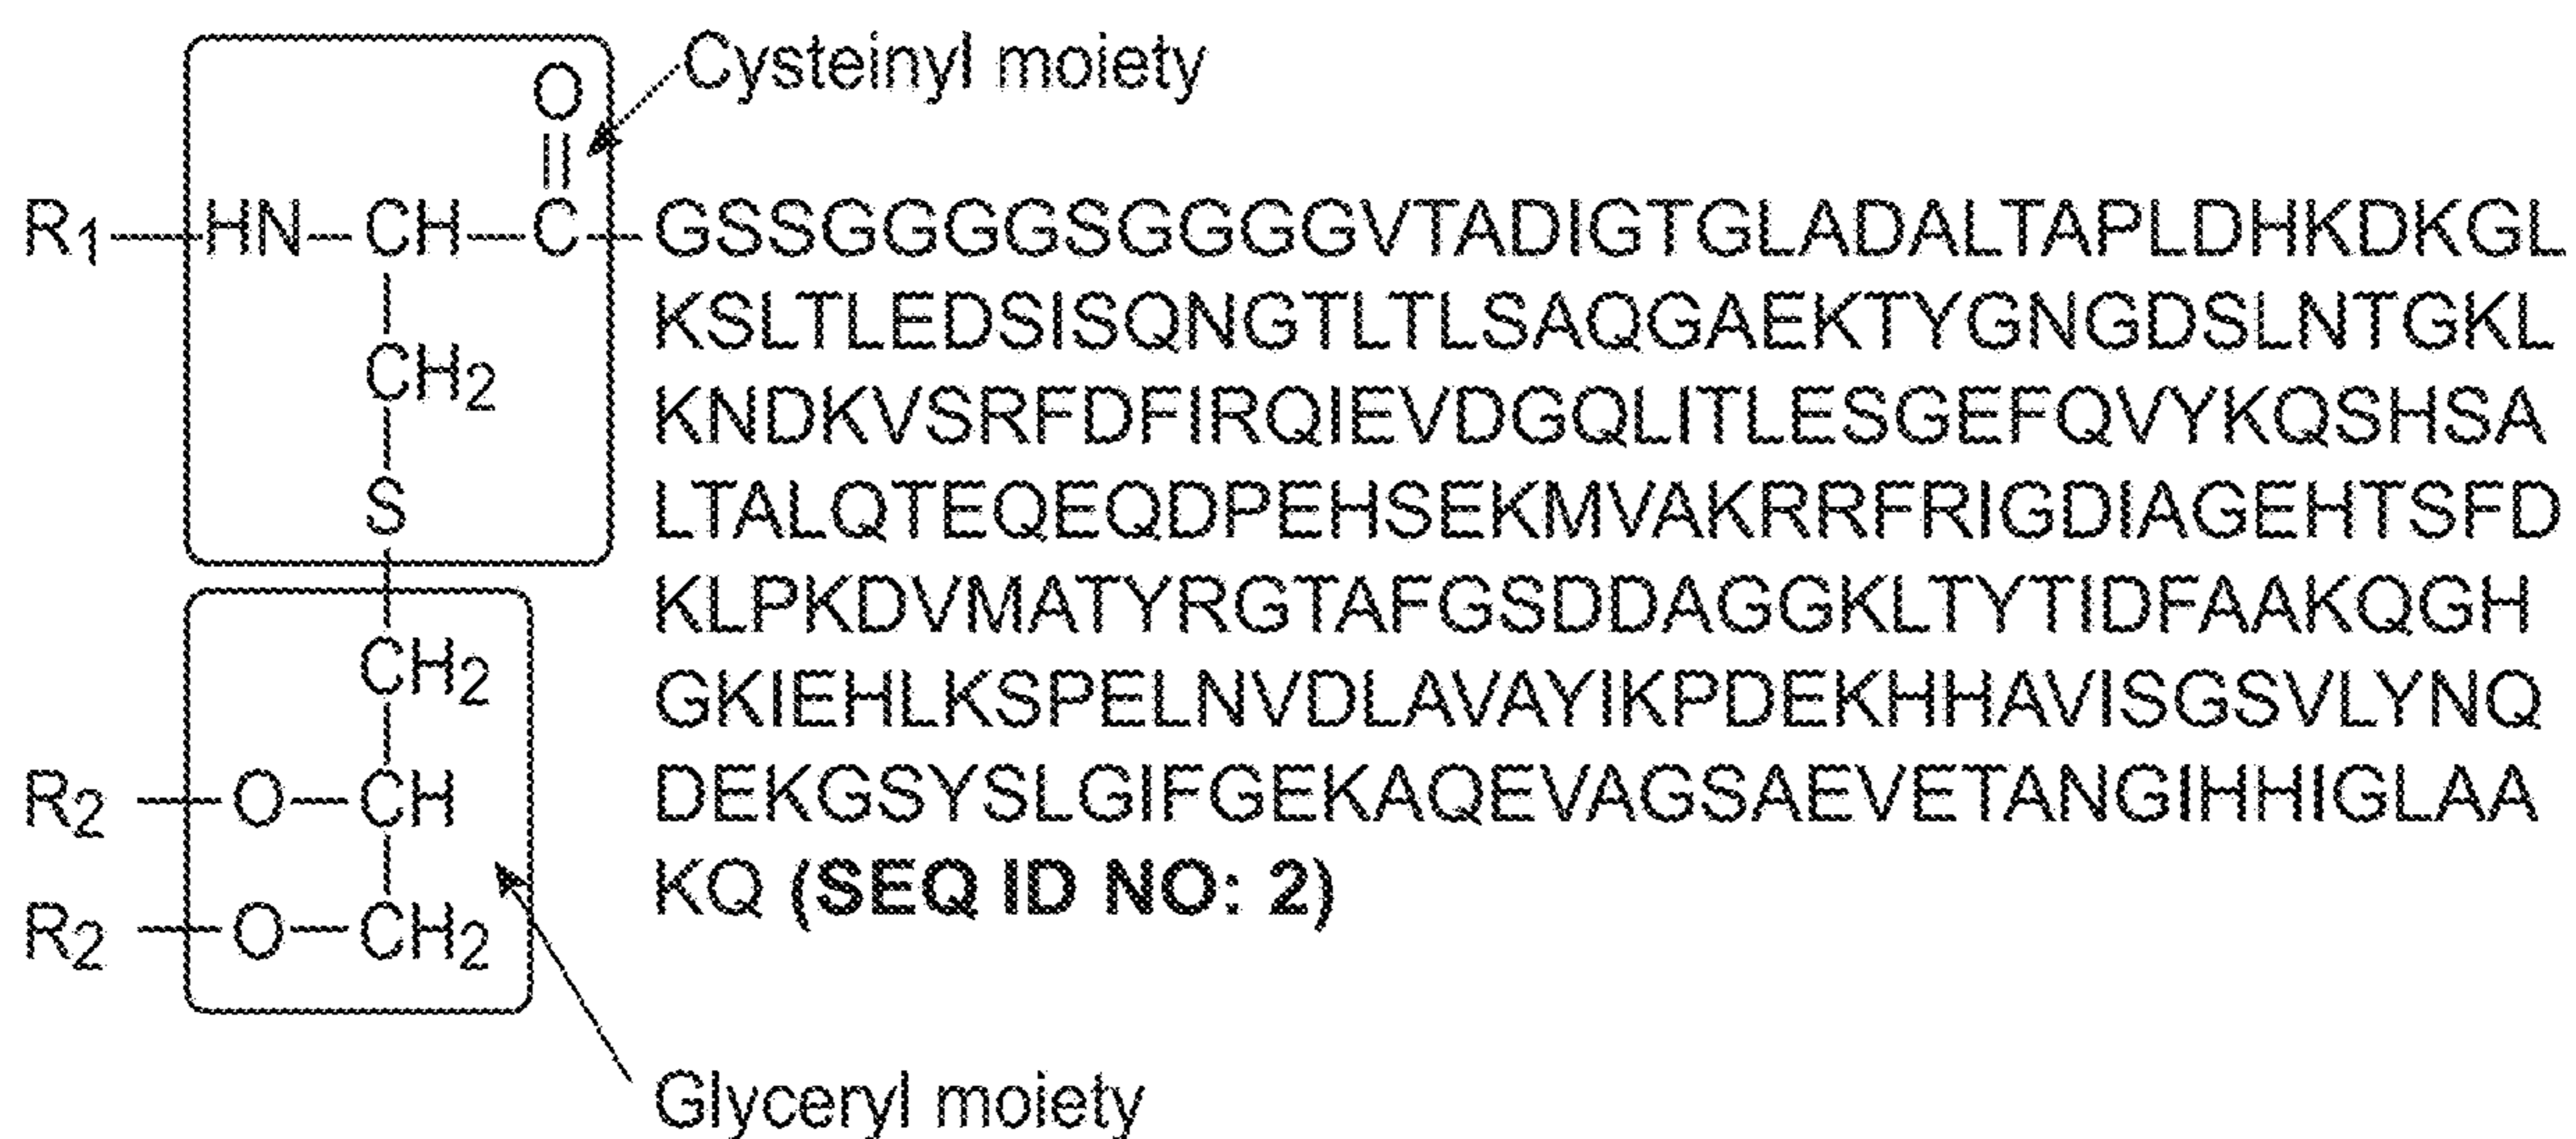 Cysteinyl moiety
O
R1 HN CH C GSSGGGGSGGGGVTADIGTGLADALTAPLDHKDKGL
KSLTLEDSISQNGTLTLSAQGAEKTYGNGDSLNTGKL
CH2
KNDKVSRFDFIRQIEVDGQLITLESGEFQVYKQSHSA
S LTALQTEQEQDPEHSEKMVAKRRFRIGDIAGEHTSFD
KLPKDVMATYRGTAFGSDDAGGKLTYTIDFAAKQGH
CH2 GKIEHLKSPELNVDLAVAYIKPDEKHHAVISGSVLYNQ
R2 O CH DEKGSYSLGIFGEKAQEVAGSAEVETANGIHHIGLAA
KQ (SEQ ID NO: 2)
R2 O CH2
Glyceryl moiety